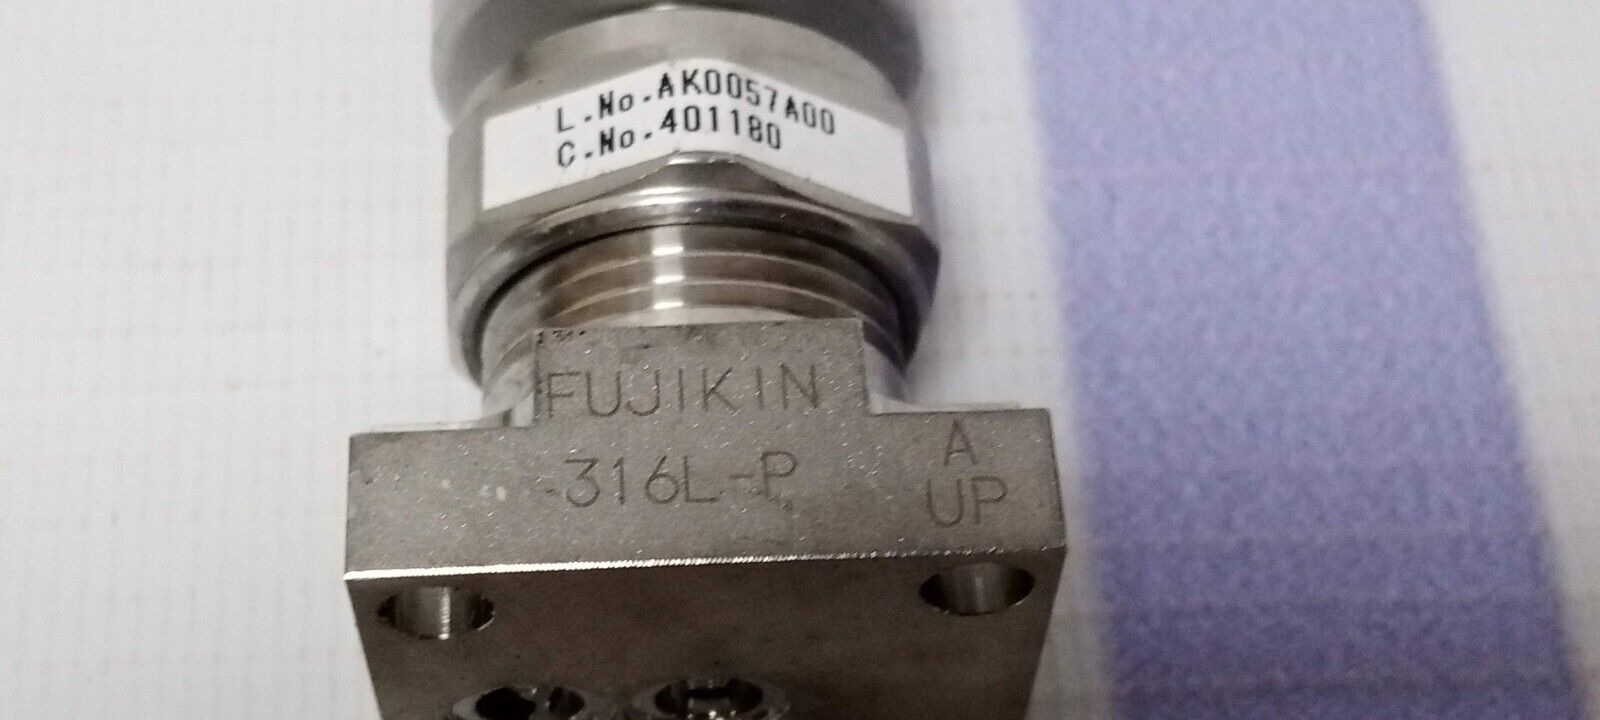 L.No.AK0057A00
C.No.401180
FUJIKIN
316L-P
A
UP